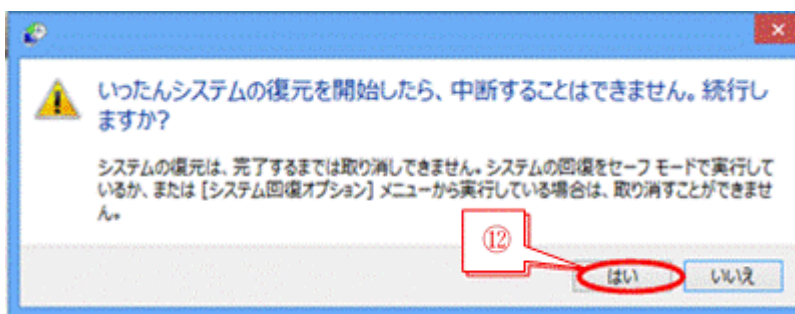 いったんシステムの復元を開始したら、中断することはできません。続行し
ますか?
システムの復元は、完了するまでは取り消しできません。システムの回復をセーフ モードで実行して
いるか、または [システム回復オプション] メニューから実行している場合は、取り消すことができませ
ん。
⑫
はい いいえ